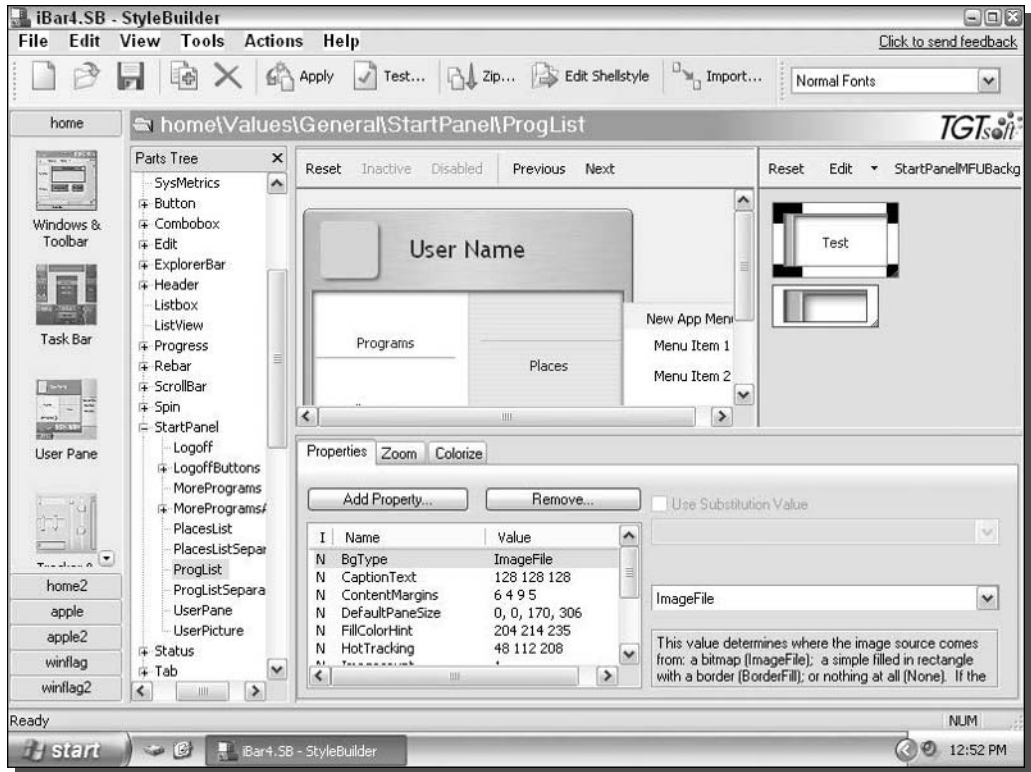 iBar4.SB - StyleBuilder
File Edit View Tools Actions Help
Click to send feedback
Apply Test... Zip... Edit Shellstyle Import... Normal Fonts
home
home\Values\General\StartPanel\ProgList
TGTsoft
Windows &
Toolbar
Task Bar
User Pane
home2
apple
apple2
winflag
winflag2
Parts Tree
SysMetrics
Button
Combobox
Edit
ExplorerBar
Header
Listbox
ListView
Progress
Rebar
ScrollBar
Spin
StartPanel
Logoff
LogoffButtons
MorePrograms
MoreProgramsA
PlacesList
PlacesListSepar
ProgList
ProgListSepara
UserPane
UserPicture
Status
Tab
Reset Inactive Disabled Previous Next
User Name
Programs
Places
New App Menu
Menu Item 1
Menu Item 2
Reset Edit StartPanelMFUBackg
Test
Properties Zoom Colorize
Add Property... Remove...
I Name Value
N BgType ImageFile
N CaptionText 128 128 128
N ContentMargins 6 4 9 5
N DefaultPaneSize 0, 0, 170, 306
N FillColorHint 204 214 235
N HotTracking 48 112 208
Use Substitution Value
ImageFile
This value determines where the image source comes
from: a bitmap (ImageFile); a simple filled in rectangle
with a border (BorderFill); or nothing at all (None). If the
Ready
NUM
start
iBar4.SB - StyleBuilder
12:52 PM